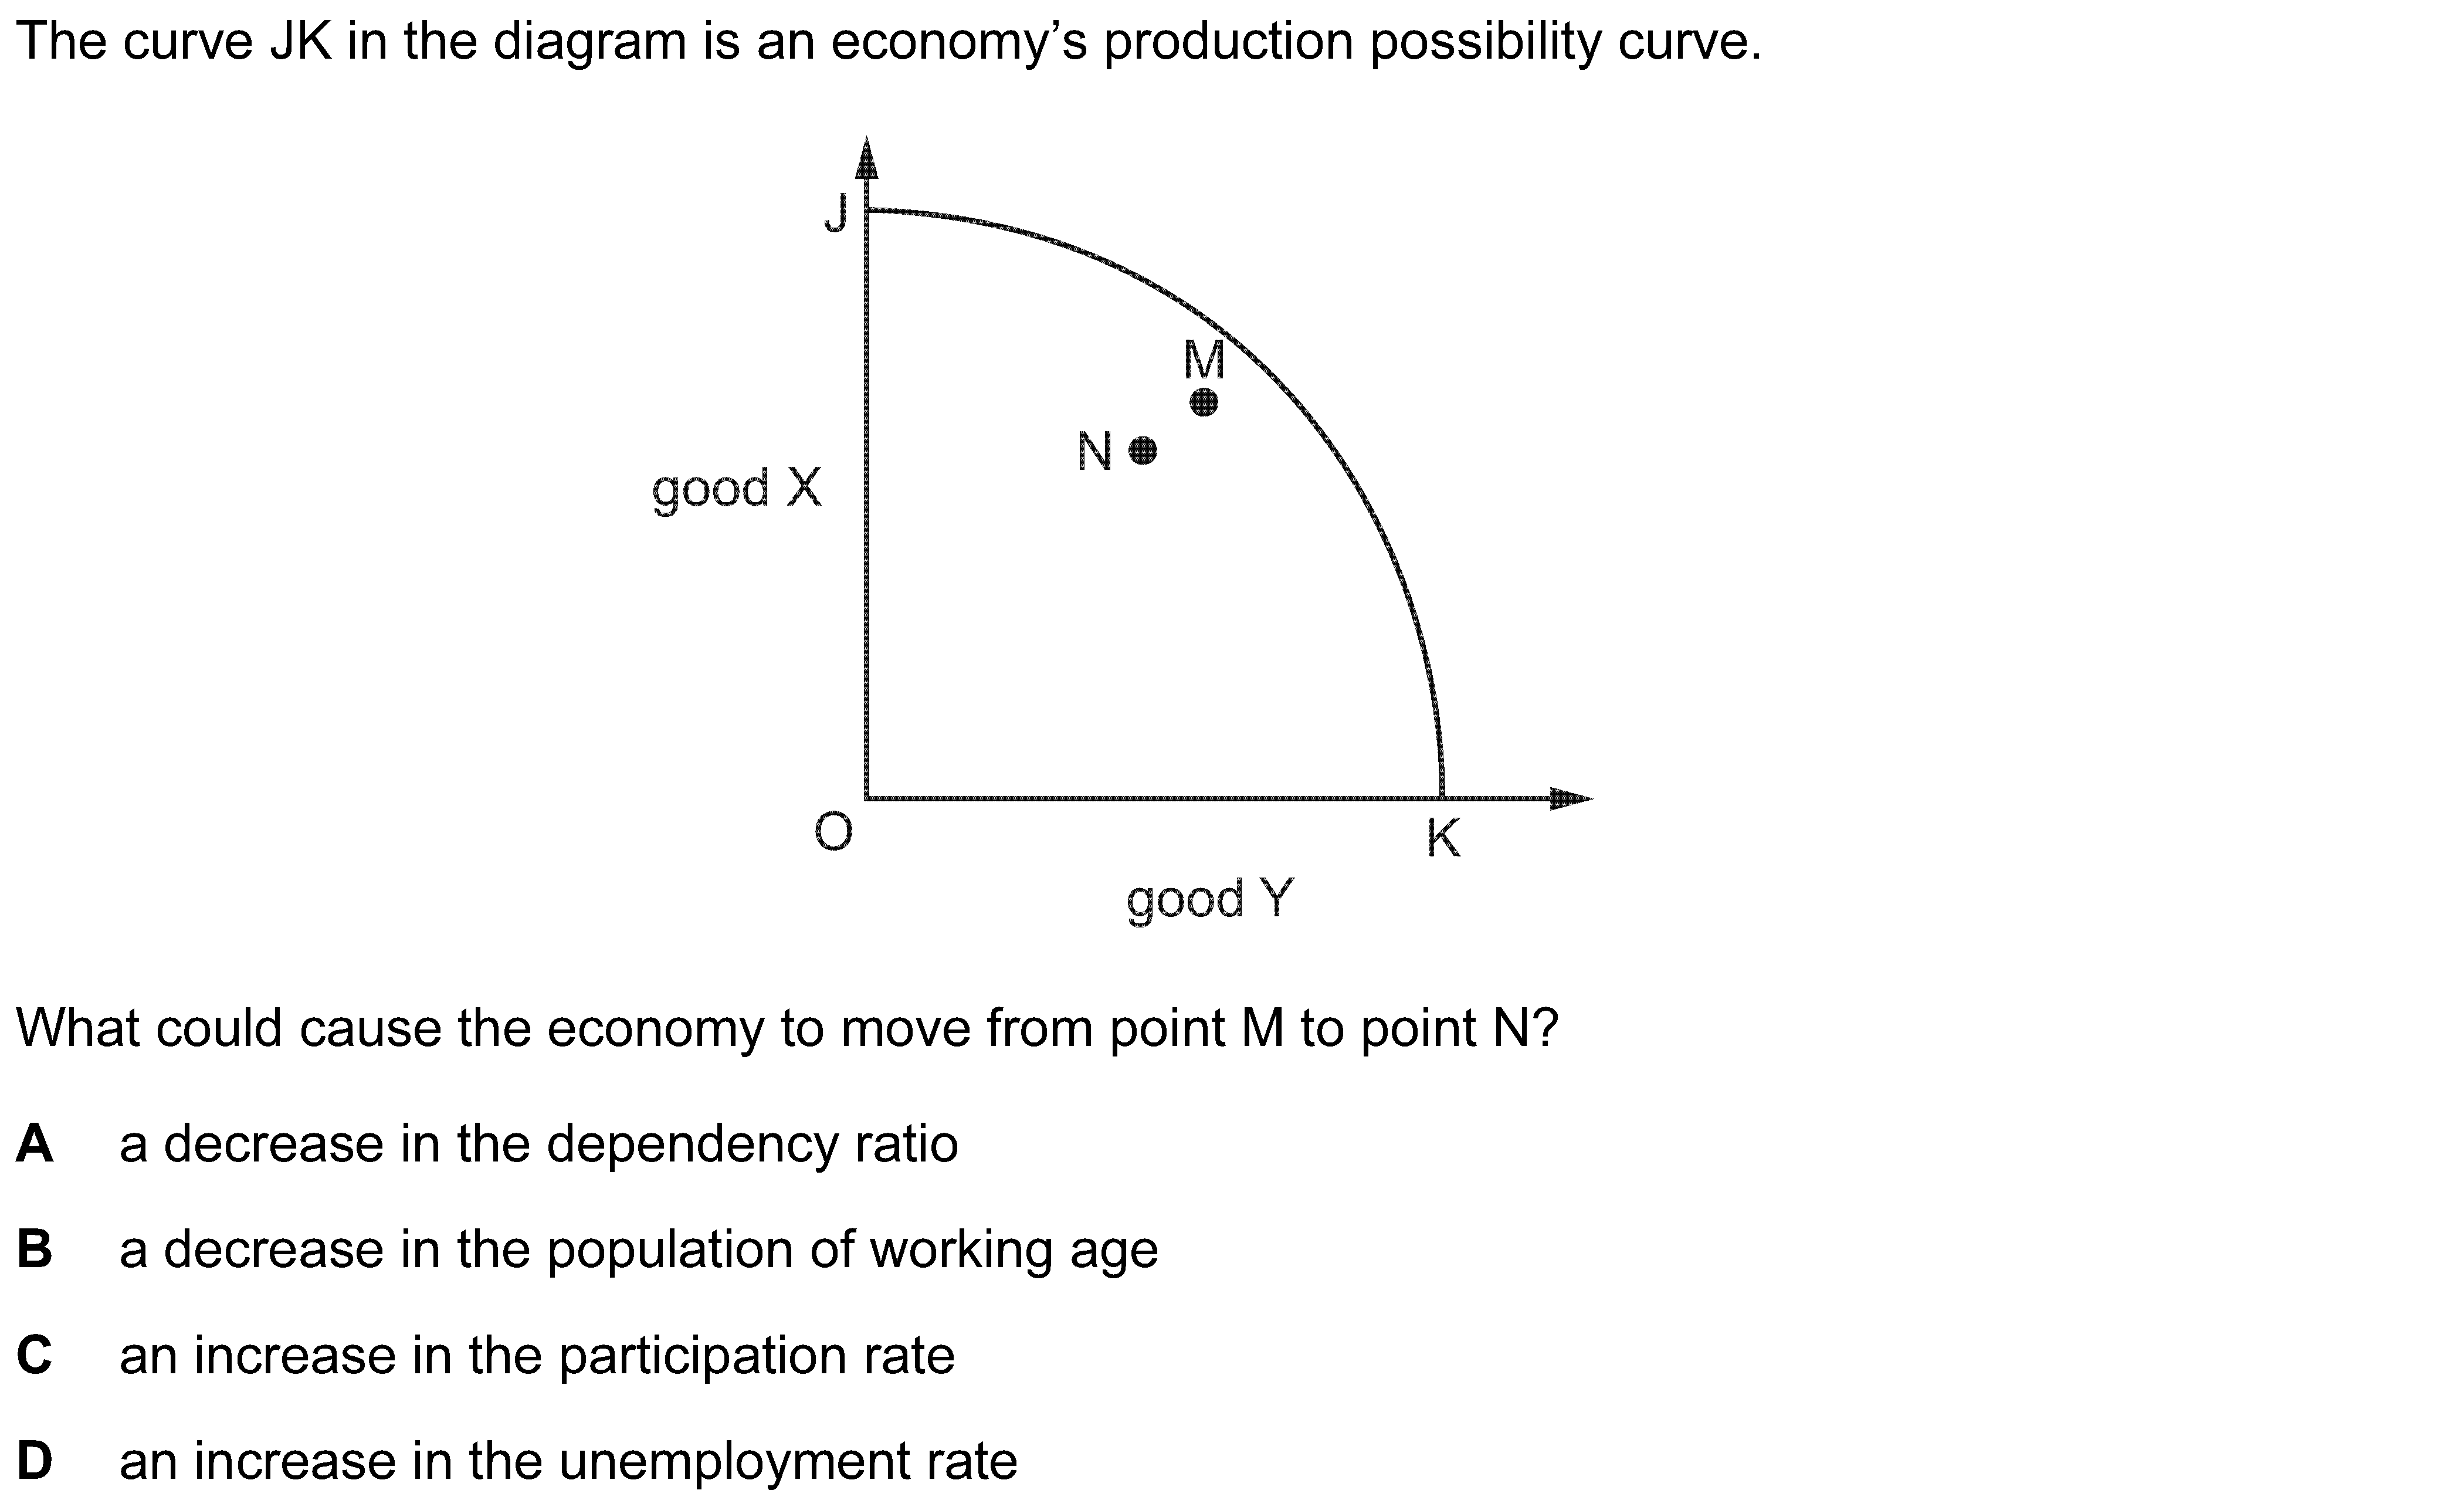 The curve JK in the diagram is an economy’s production possibility curve.
J
M
N
good X
O
K
good Y
What could cause the economy to move from point M to point N?
A a decrease in the dependency ratio
B a decrease in the population of working age
C an increase in the participation rate
D an increase in the unemployment rate